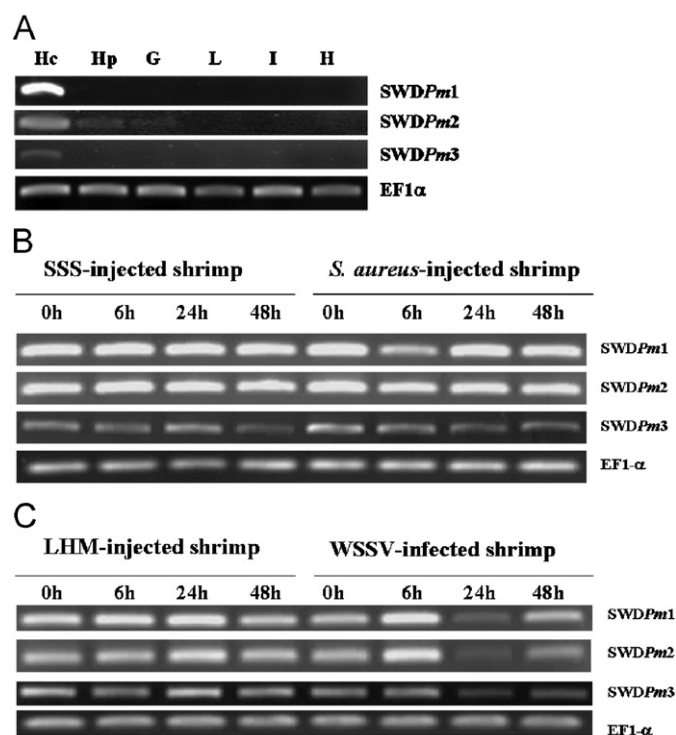 A
Hc Hp G L I H
SWDPm1
SWDPm2
SWDPm3
EF1α
B
SSS-injected shrimp S. aureus-injected shrimp
0h 6h 24h 48h 0h 6h 24h 48h
SWDPm1
SWDPm2
SWDPm3
EF1-α
C
LHM-injected shrimp WSSV-infected shrimp
0h 6h 24h 48h 0h 6h 24h 48h
SWDPm1
SWDPm2
SWDPm3
EF1-α